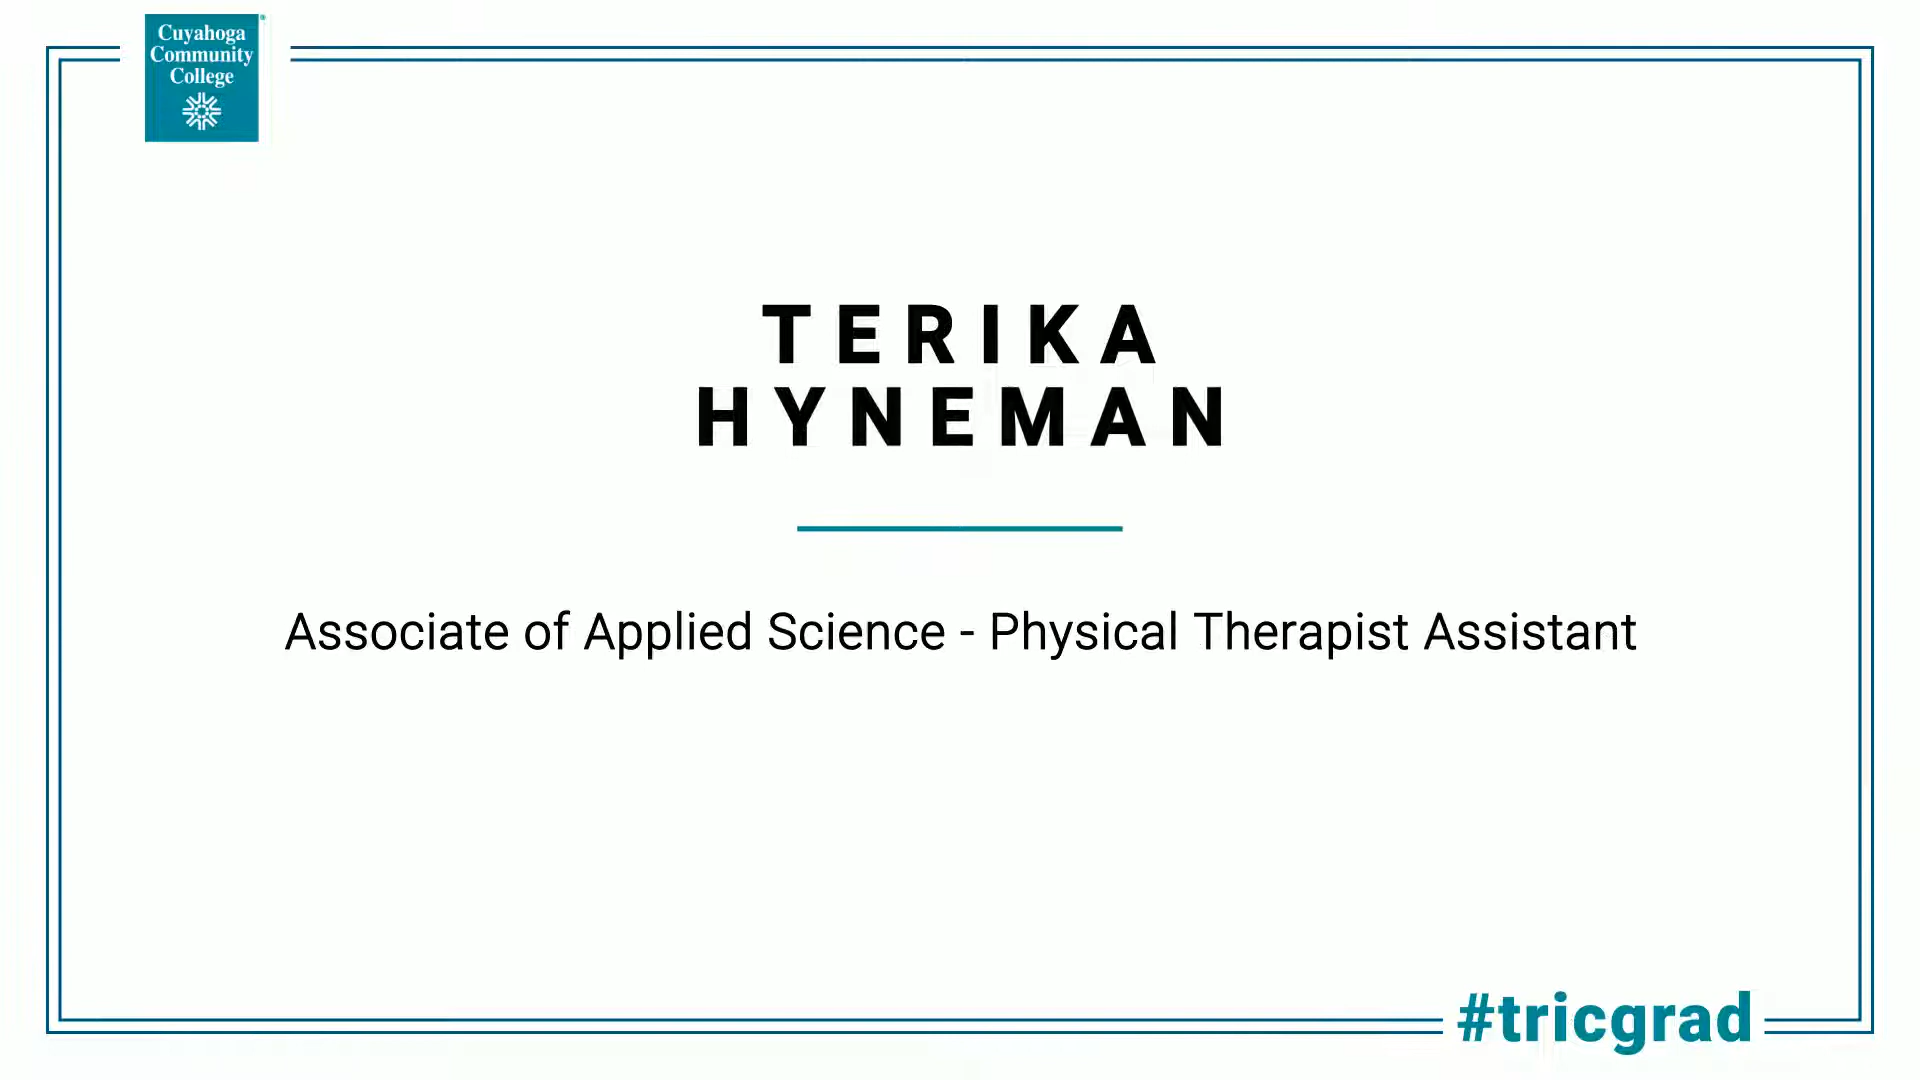 Cuyahoga
Community
College
TERIKA
HYNEMAN
Associate of Applied Science - Physical Therapist Assistant
#tricgrad